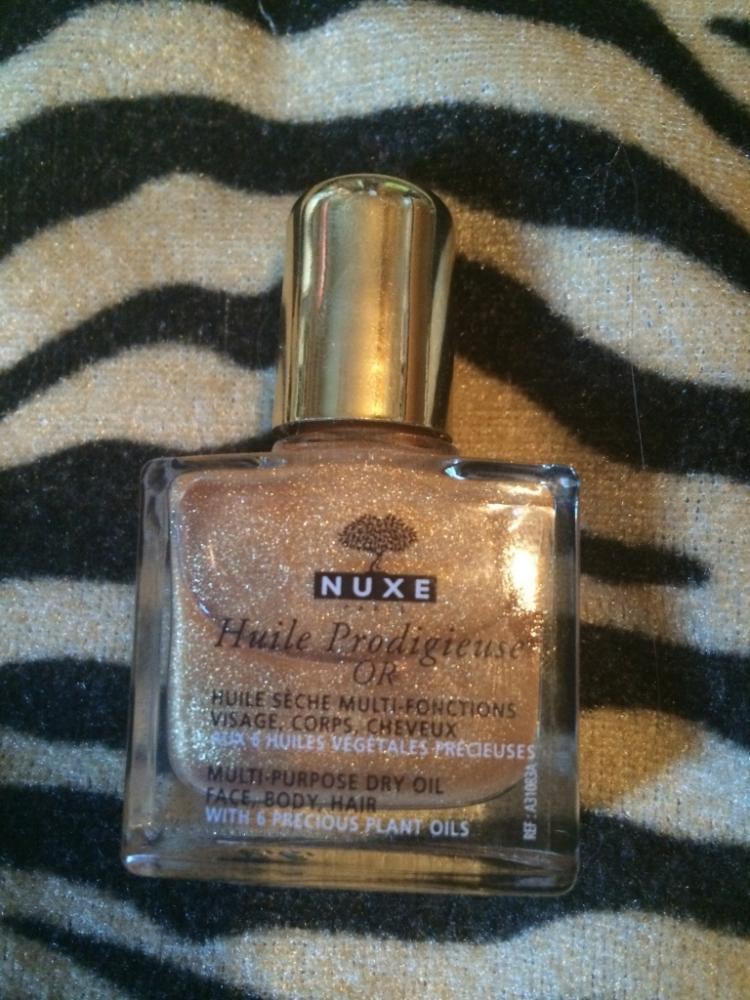 NUXE
Huile Prodigieuse
OR
HUILE SÈCHE MULTI-FONCTIONS
VISAGE, CORPS, CHEVEUX
AUX 6 HUILES VÉGÉTALES PRÉCIEUSES
MULTI-PURPOSE DRY OIL
FACE, BODY, HAIR
WITH 6 PRECIOUS PLANT OILS